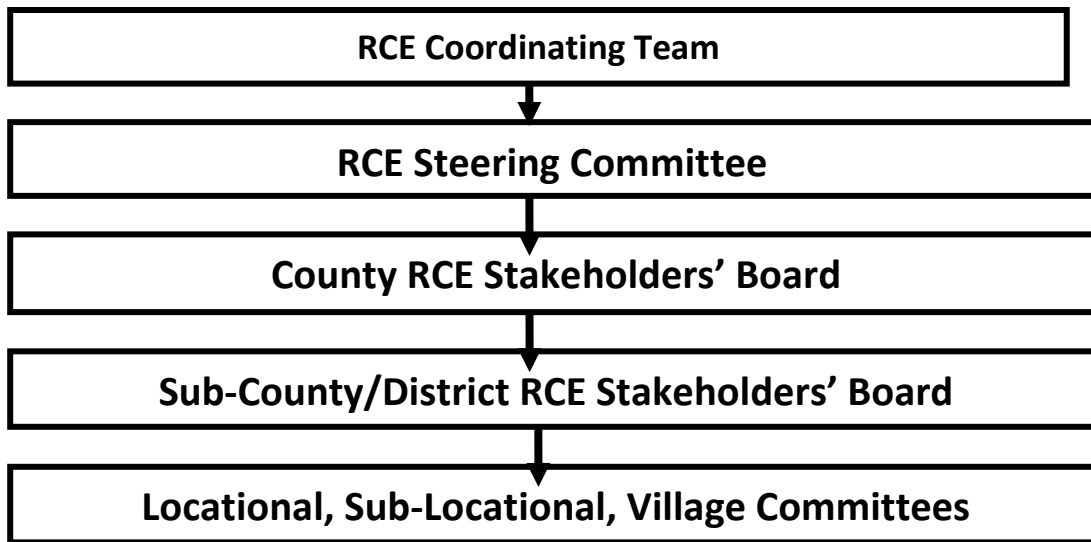 RCE Coordinating Team
RCE Steering Committee
County RCE Stakeholders’ Board
Sub-County/District RCE Stakeholders’ Board
Locational, Sub-Locational, Village Committees